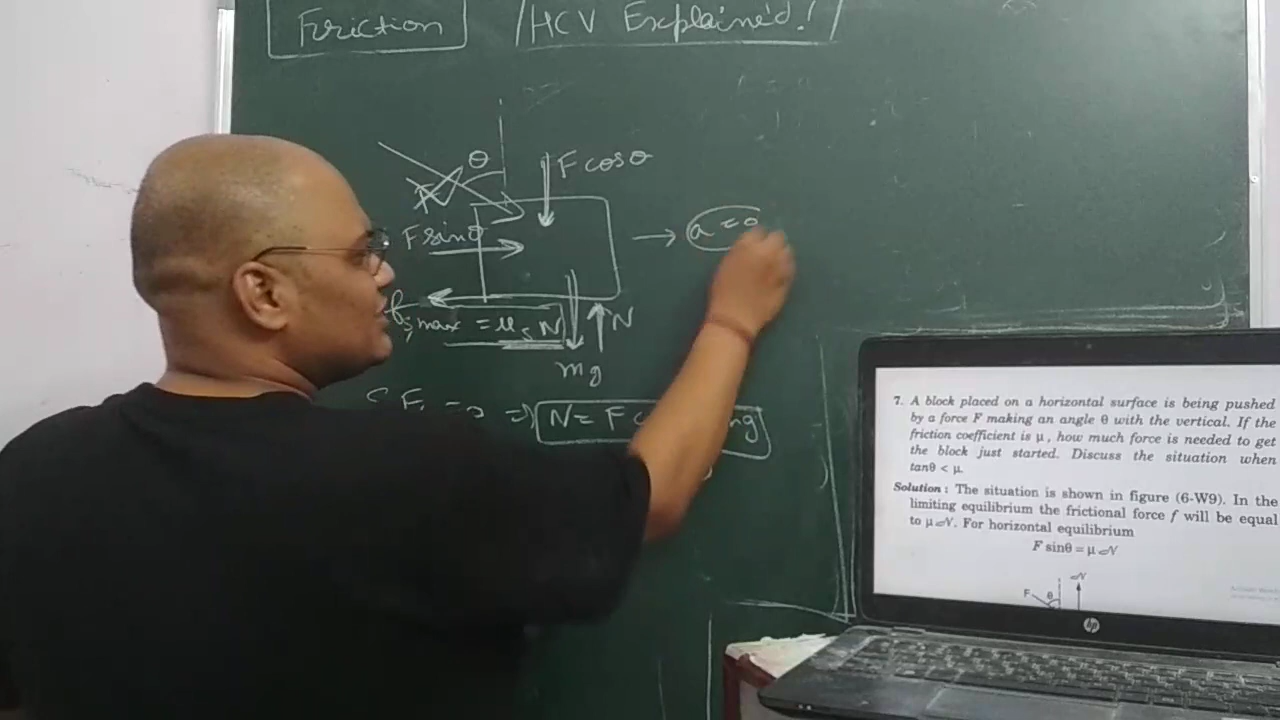 Friction
HCV Explained!
θ
F cosθ
F
F sinθ
a = 0
fs, max = μs N
N
mg
=> N = F
mg
7. A block placed on a horizontal surface is being pushed
by a force F making an angle θ with the vertical. If the
friction coefficient is μ, how much force is needed to get
the block just started. Discuss the situation when
tanθ < μ.
Solution : The situation is shown in figure (6-W9). In the
limiting equilibrium the frictional force f will be equal
to μ𝒩. For horizontal equilibrium
F sinθ = μ𝒩
𝒩
F θ
hp